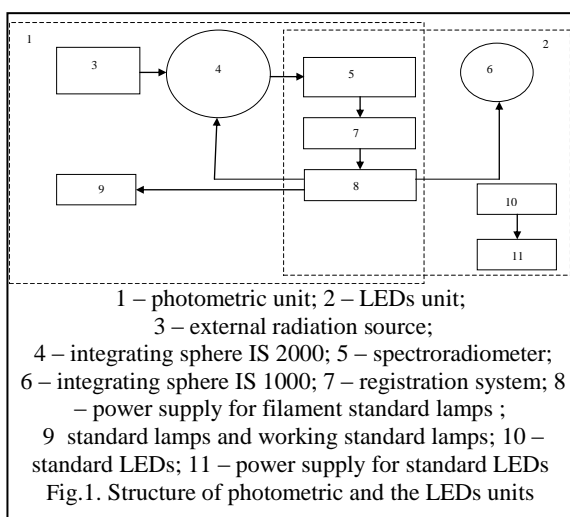 1
2
3
4
5
6
7
8
9
10
11
1 – photometric unit; 2 – LEDs unit;
3 – external radiation source;
4 – integrating sphere IS 2000; 5 – spectroradiometer;
6 – integrating sphere IS 1000; 7 – registration system; 8
– power supply for filament standard lamps ;
9 standard lamps and working standard lamps; 10 –
standard LEDs; 11 – power supply for standard LEDs
Fig.1. Structure of photometric and the LEDs units